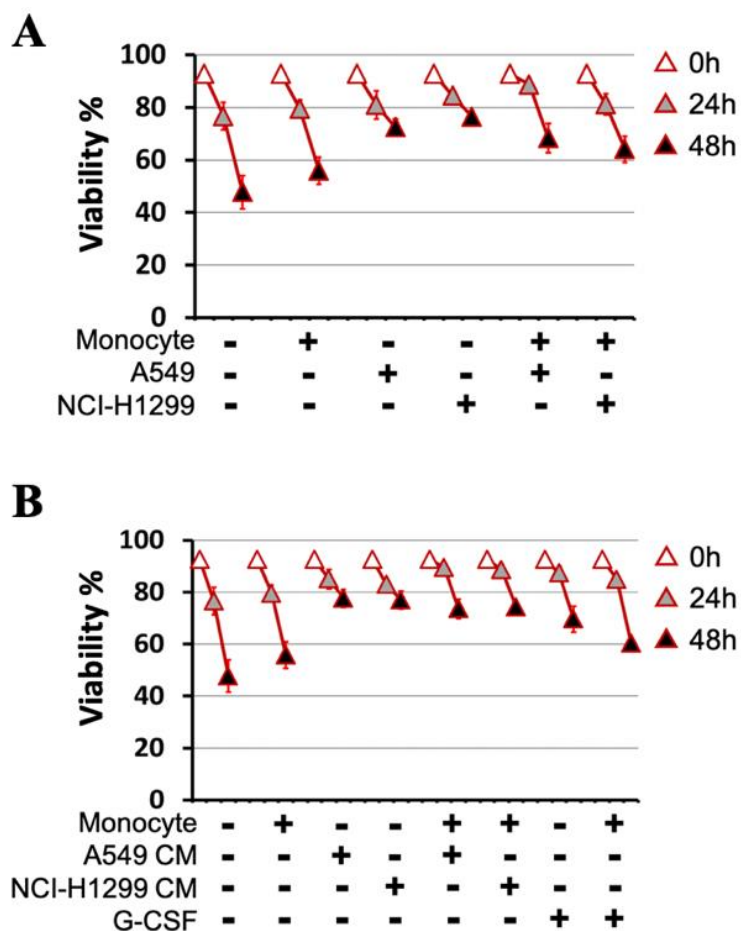 A
100
80
60
40
20
0
Viability %
0h
24h
48h
Monocyte - + - - + +
A549 - - + - + -
NCI-H1299 - - - + - +
B
100
80
60
40
20
0
Viability %
0h
24h
48h
Monocyte - + - - + + - +
A549 CM - - + - + - - -
NCI-H1299 CM - - - + - + - -
G-CSF - - - - - - + +